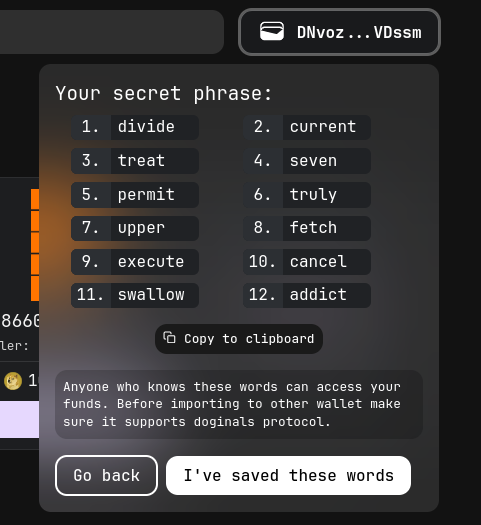 DNvoz...VDssm
Your secret phrase:
1. divide
2. current
3. treat
4. seven
5. permit
6. truly
7. upper
8. fetch
9. execute
10. cancel
11. swallow
12. addict
Copy to clipboard
Anyone who knows these words can access your
funds. Before importing to other wallet make
sure it supports doginals protocol.
Go back
I've saved these words
8660
ler: